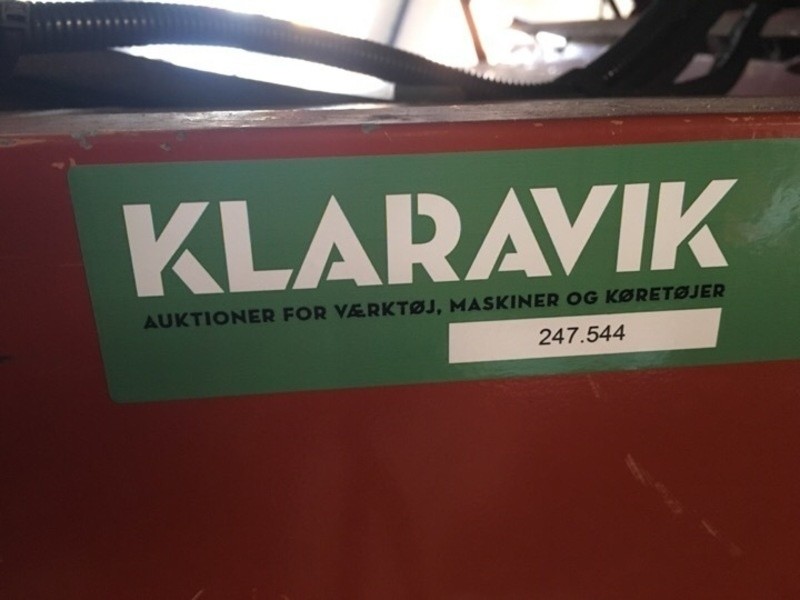 KLARAVIK
AUKTIONER FOR VÆRKTØJ, MASKINER OG KØRETØJER
247.544